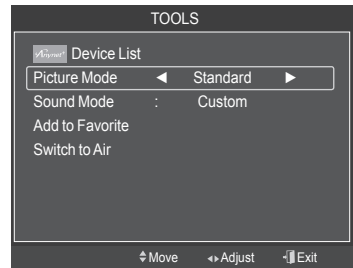 TOOLS
Anynet+ Device List
Picture Mode ◄ Standard ►
Sound Mode : Custom
Add to Favorite
Switch to Air
Move Adjust Exit